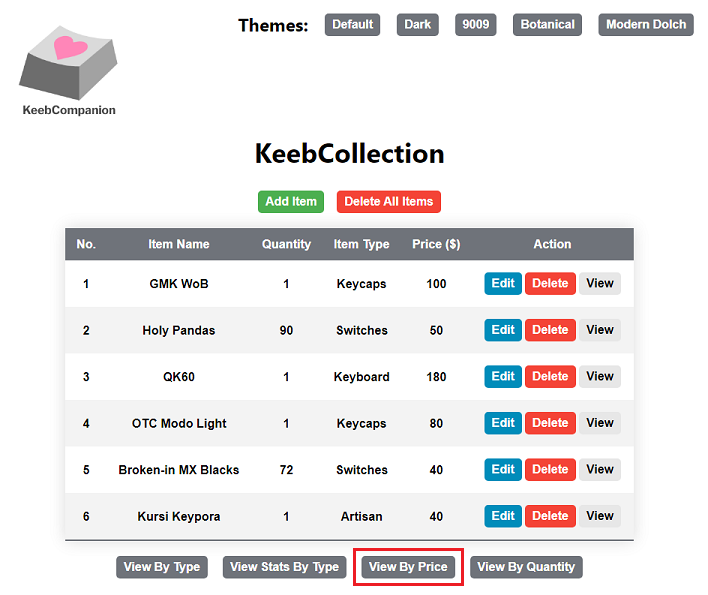 Themes: Default Dark 9009 Botanical Modern Dolch
KeebCompanion
KeebCollection
Add Item Delete All Items
No. Item Name Quantity Item Type Price ($) Action
1 GMK WoB 1 Keycaps 100 Edit Delete View
2 Holy Pandas 90 Switches 50 Edit Delete View
3 QK60 1 Keyboard 180 Edit Delete View
4 OTC Modo Light 1 Keycaps 80 Edit Delete View
5 Broken-in MX Blacks 72 Switches 40 Edit Delete View
6 Kursi Keypora 1 Artisan 40 Edit Delete View
View By Type View Stats By Type View By Price View By Quantity